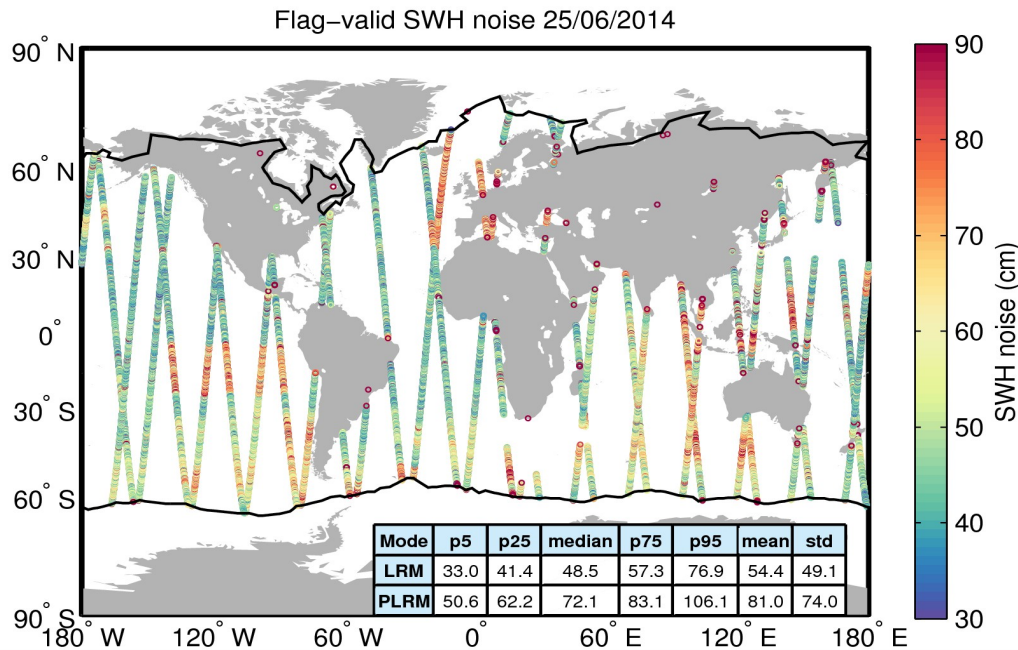 Flag−valid SWH noise 25/06/2014
90° N
60° N
30° N
0°
30° S
60° S
90° S
180° W
120° W
60° W
0°
60° E
120° E
180° E
Mode p5 p25 median p75 p95 mean std
LRM 33.0 41.4 48.5 57.3 76.9 54.4 49.1
PLRM 50.6 62.2 72.1 83.1 106.1 81.0 74.0
90
80
70
60
50
40
30
SWH noise (cm)